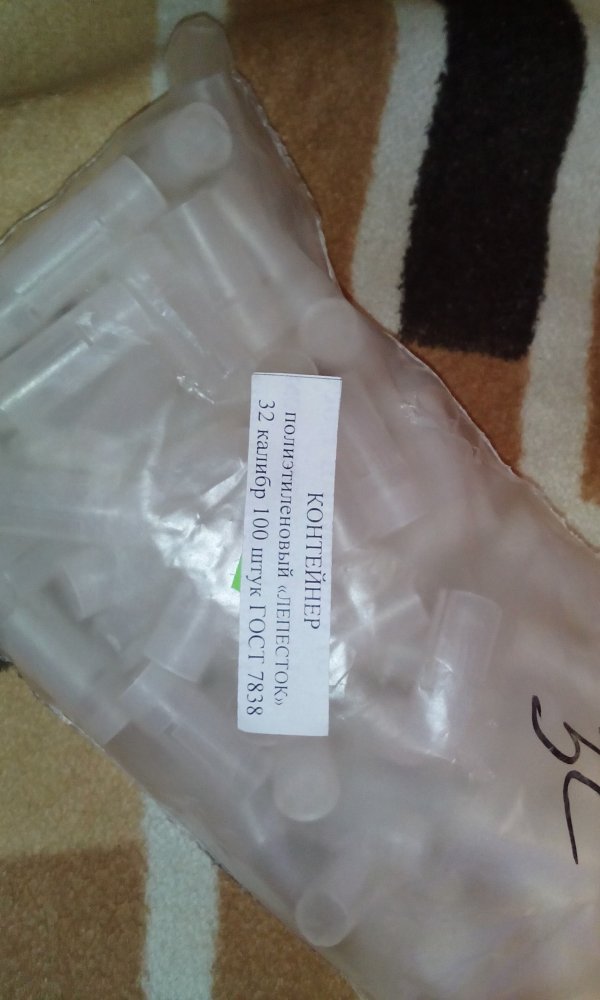 КОНТЕЙНЕР
полиэтиленовый «ЛЕПЕСТОК»
32 калибр 100 штук ГОСТ 7838